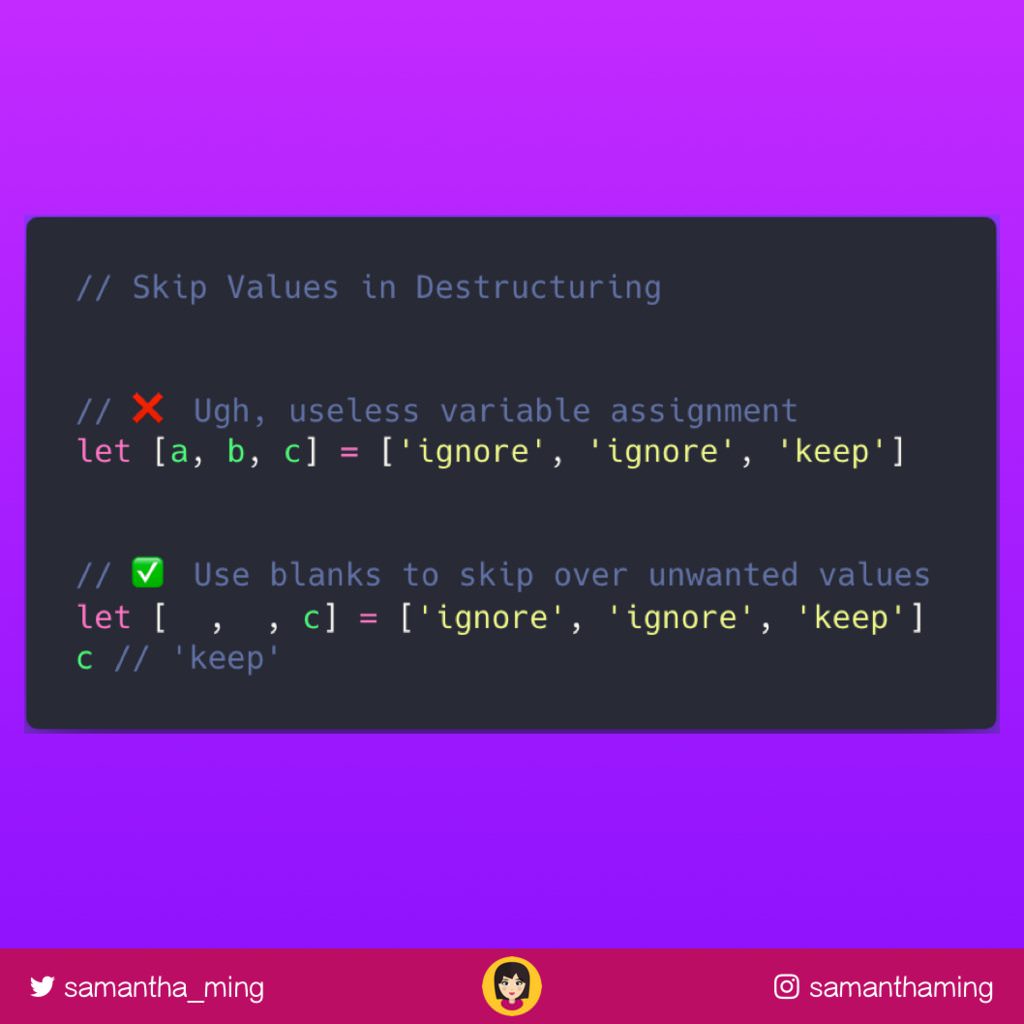 // Skip Values in Destructuring
// ❌ Ugh, useless variable assignment
let [a, b, c] = ['ignore', 'ignore', 'keep']
// ✅ Use blanks to skip over unwanted values
let [  ,  , c] = ['ignore', 'ignore', 'keep']
c // 'keep'
samantha_ming
samanthaming